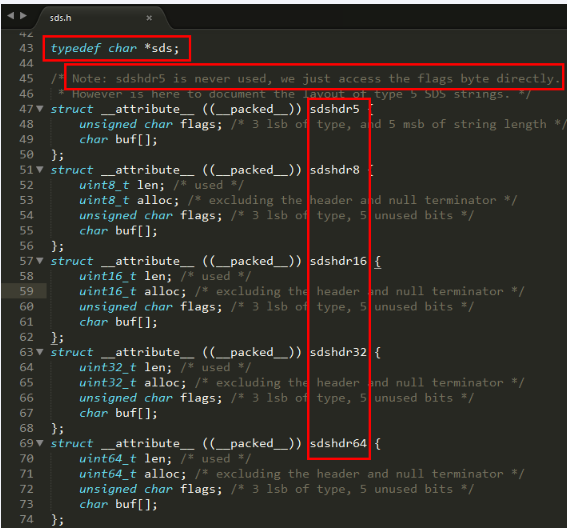 sds.h ×
42
43 typedef char *sds;
44
45 /* Note: sdshdr5 is never used, we just access the flags byte directly.
46 * However is here to document the layout of type 5 SDS strings. */
47 struct __attribute__ ((__packed__)) sdshdr5 {
48 unsigned char flags; /* 3 lsb of type, and 5 msb of string length */
49 char buf[];
50 };
51 struct __attribute__ ((__packed__)) sdshdr8 {
52 uint8_t len; /* used */
53 uint8_t alloc; /* excluding the header and null terminator */
54 unsigned char flags; /* 3 lsb of type, 5 unused bits */
55 char buf[];
56 };
57 struct __attribute__ ((__packed__)) sdshdr16 {
58 uint16_t len; /* used */
59 uint16_t alloc; /* excluding the header and null terminator */
60 unsigned char flags; /* 3 lsb of type, 5 unused bits */
61 char buf[];
62 };
63 struct __attribute__ ((__packed__)) sdshdr32 {
64 uint32_t len; /* used */
65 uint32_t alloc; /* excluding the header and null terminator */
66 unsigned char flags; /* 3 lsb of type, 5 unused bits */
67 char buf[];
68 };
69 struct __attribute__ ((__packed__)) sdshdr64 {
70 uint64_t len; /* used */
71 uint64_t alloc; /* excluding the header and null terminator */
72 unsigned char flags; /* 3 lsb of type, 5 unused bits */
73 char buf[];
74 };